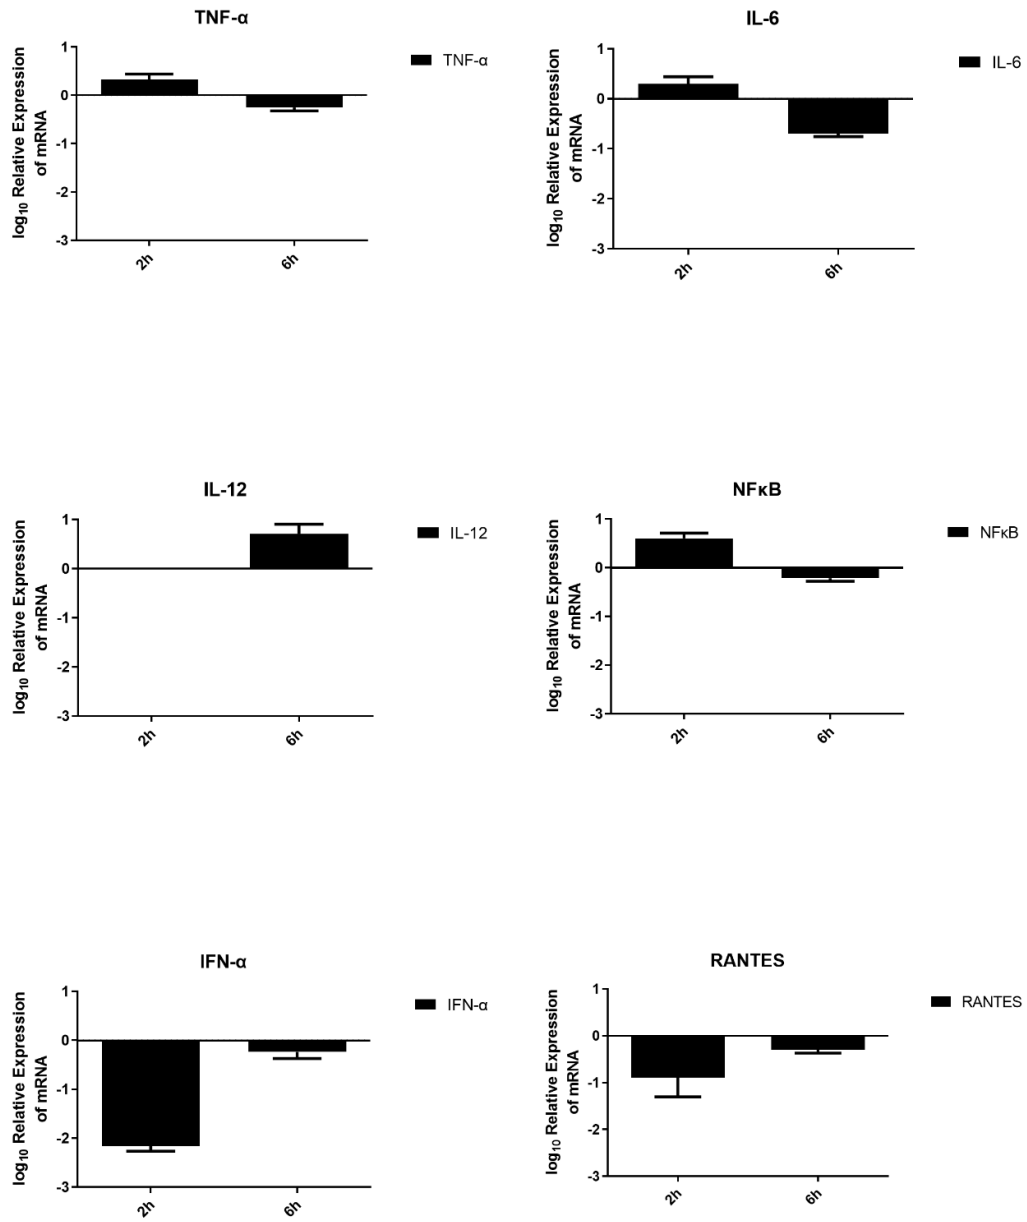 TNF-α
TNF-α
log10 Relative Expression
of mRNA
1
0
-1
-2
-3
2h
6h
IL-6
IL-6
log10 Relative Expression
of mRNA
1
0
-1
-2
-3
2h
6h
IL-12
IL-12
log10 Relative Expression
of mRNA
1
0
-1
-2
-3
2h
6h
NFκB
NFκB
log10 Relative Expression
of mRNA
1
0
-1
-2
-3
2h
6h
IFN-α
IFN-α
log10 Relative Expression
of mRNA
1
0
-1
-2
-3
2h
6h
RANTES
RANTES
log10 Relative Expression
of mRNA
1
0
-1
-2
-3
2h
6h